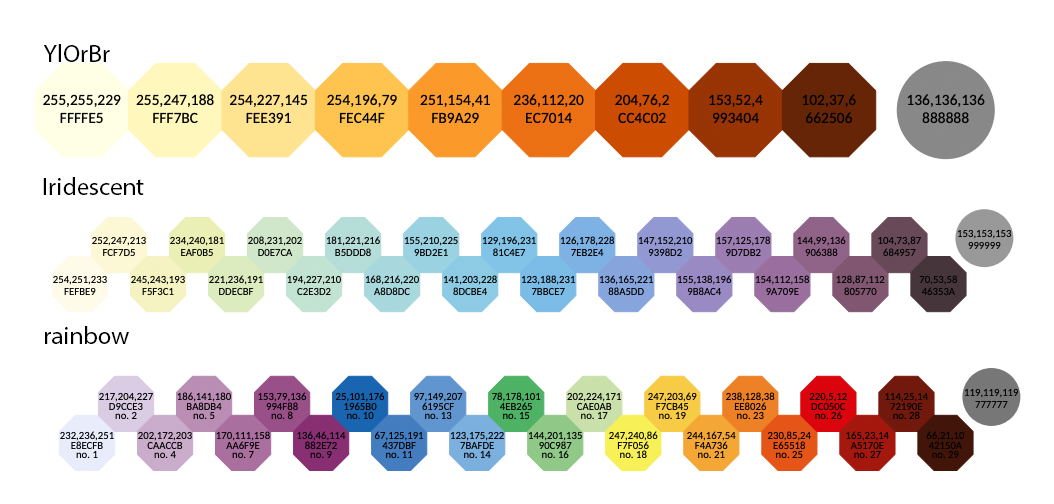 YlOrBr
255,255,229 255,247,188 254,227,145 254,196,79 251,154,41 236,112,20 204,76,2 153,52,4 102,37,6 136,136,136
FFFFE5 FFF7BC FEE391 FEC44F FB9A29 EC7014 CC4C02 993404 662506 888888
Iridescent
252,247,213 234,240,181 208,231,202 181,221,216 155,210,225 129,196,231 126,178,228 147,152,210 157,125,178 144,99,136 104,73,87 153,153,153
FCF7D5 EAF0B5 D0E7CA B5DDD8 9BD2E1 81C4E7 7EB2E4 9398D2 9D7DB2 906388 684957 999999
254,251,233 245,243,193 221,236,191 194,227,210 168,216,220 141,203,228 123,188,231 136,165,221 155,138,196 154,112,158 128,87,112 70,53,58
FEFBE9 F5F3C1 DDECBF C2E3D2 A8D8DC 8DCBE4 7BBCE7 88A5DD 9B8AC4 9A709E 805770 46353A
rainbow
217,204,227 186,141,180 153,79,136 25,101,176 97,149,207 78,178,101 202,224,171 247,203,69 238,128,38 220,5,12 114,25,14 119,119,119
D9CCE3 BA8DB4 994F88 1965B0 6195CF 4EB265 CAE0AB F7CB45 EE8026 DC050C 72190E 777777
no. 2 no. 5 no. 8 no. 10 no. 13 no. 15 no. 17 no. 19 no. 23 no. 26 no. 28
232,236,251 202,172,203 170,111,158 136,46,114 67,125,191 123,175,222 144,201,135 247,240,86 244,167,54 230,85,24 165,23,14 66,21,10
E8ECFB CAACCB AA6F9E 882E72 437DBF 7BAFDE 90C987 F7F056 F4A736 E65518 A5170E 42150A
no. 1 no. 4 no. 7 no. 9 no. 11 no. 14 no. 16 no. 18 no. 21 no. 25 no. 27 no. 29